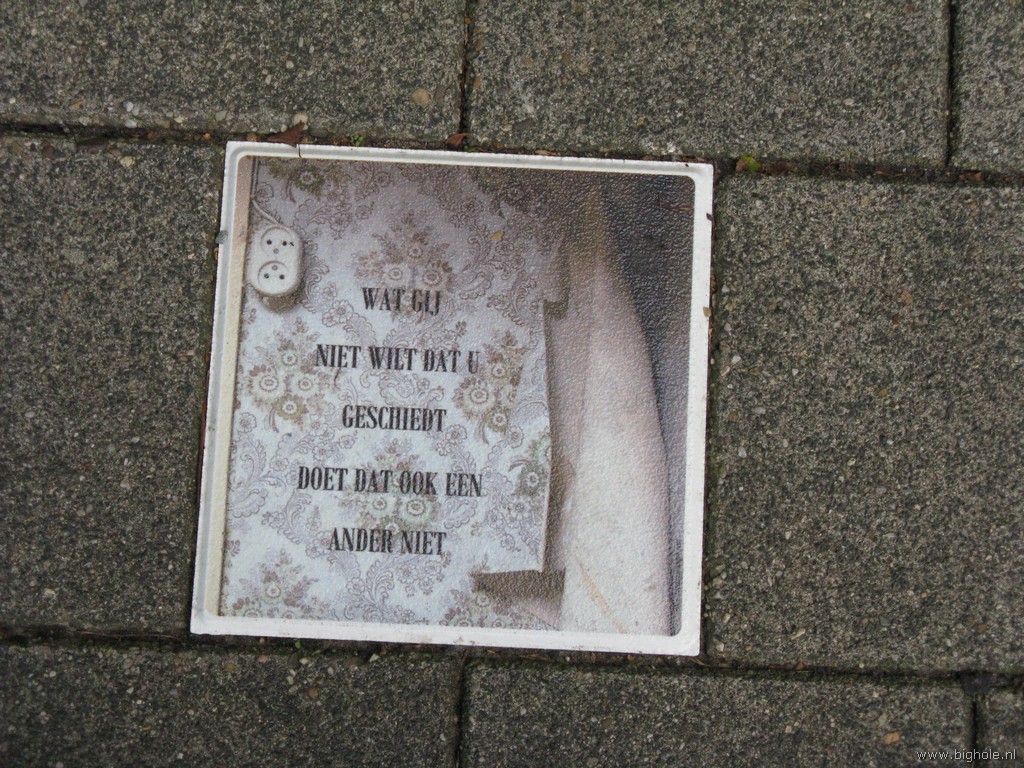 WAT GIJ
NIET WILT DAT U
GESCHIEDT
DOET DAT OOK EEN
ANDER NIET
www.bighole.nl